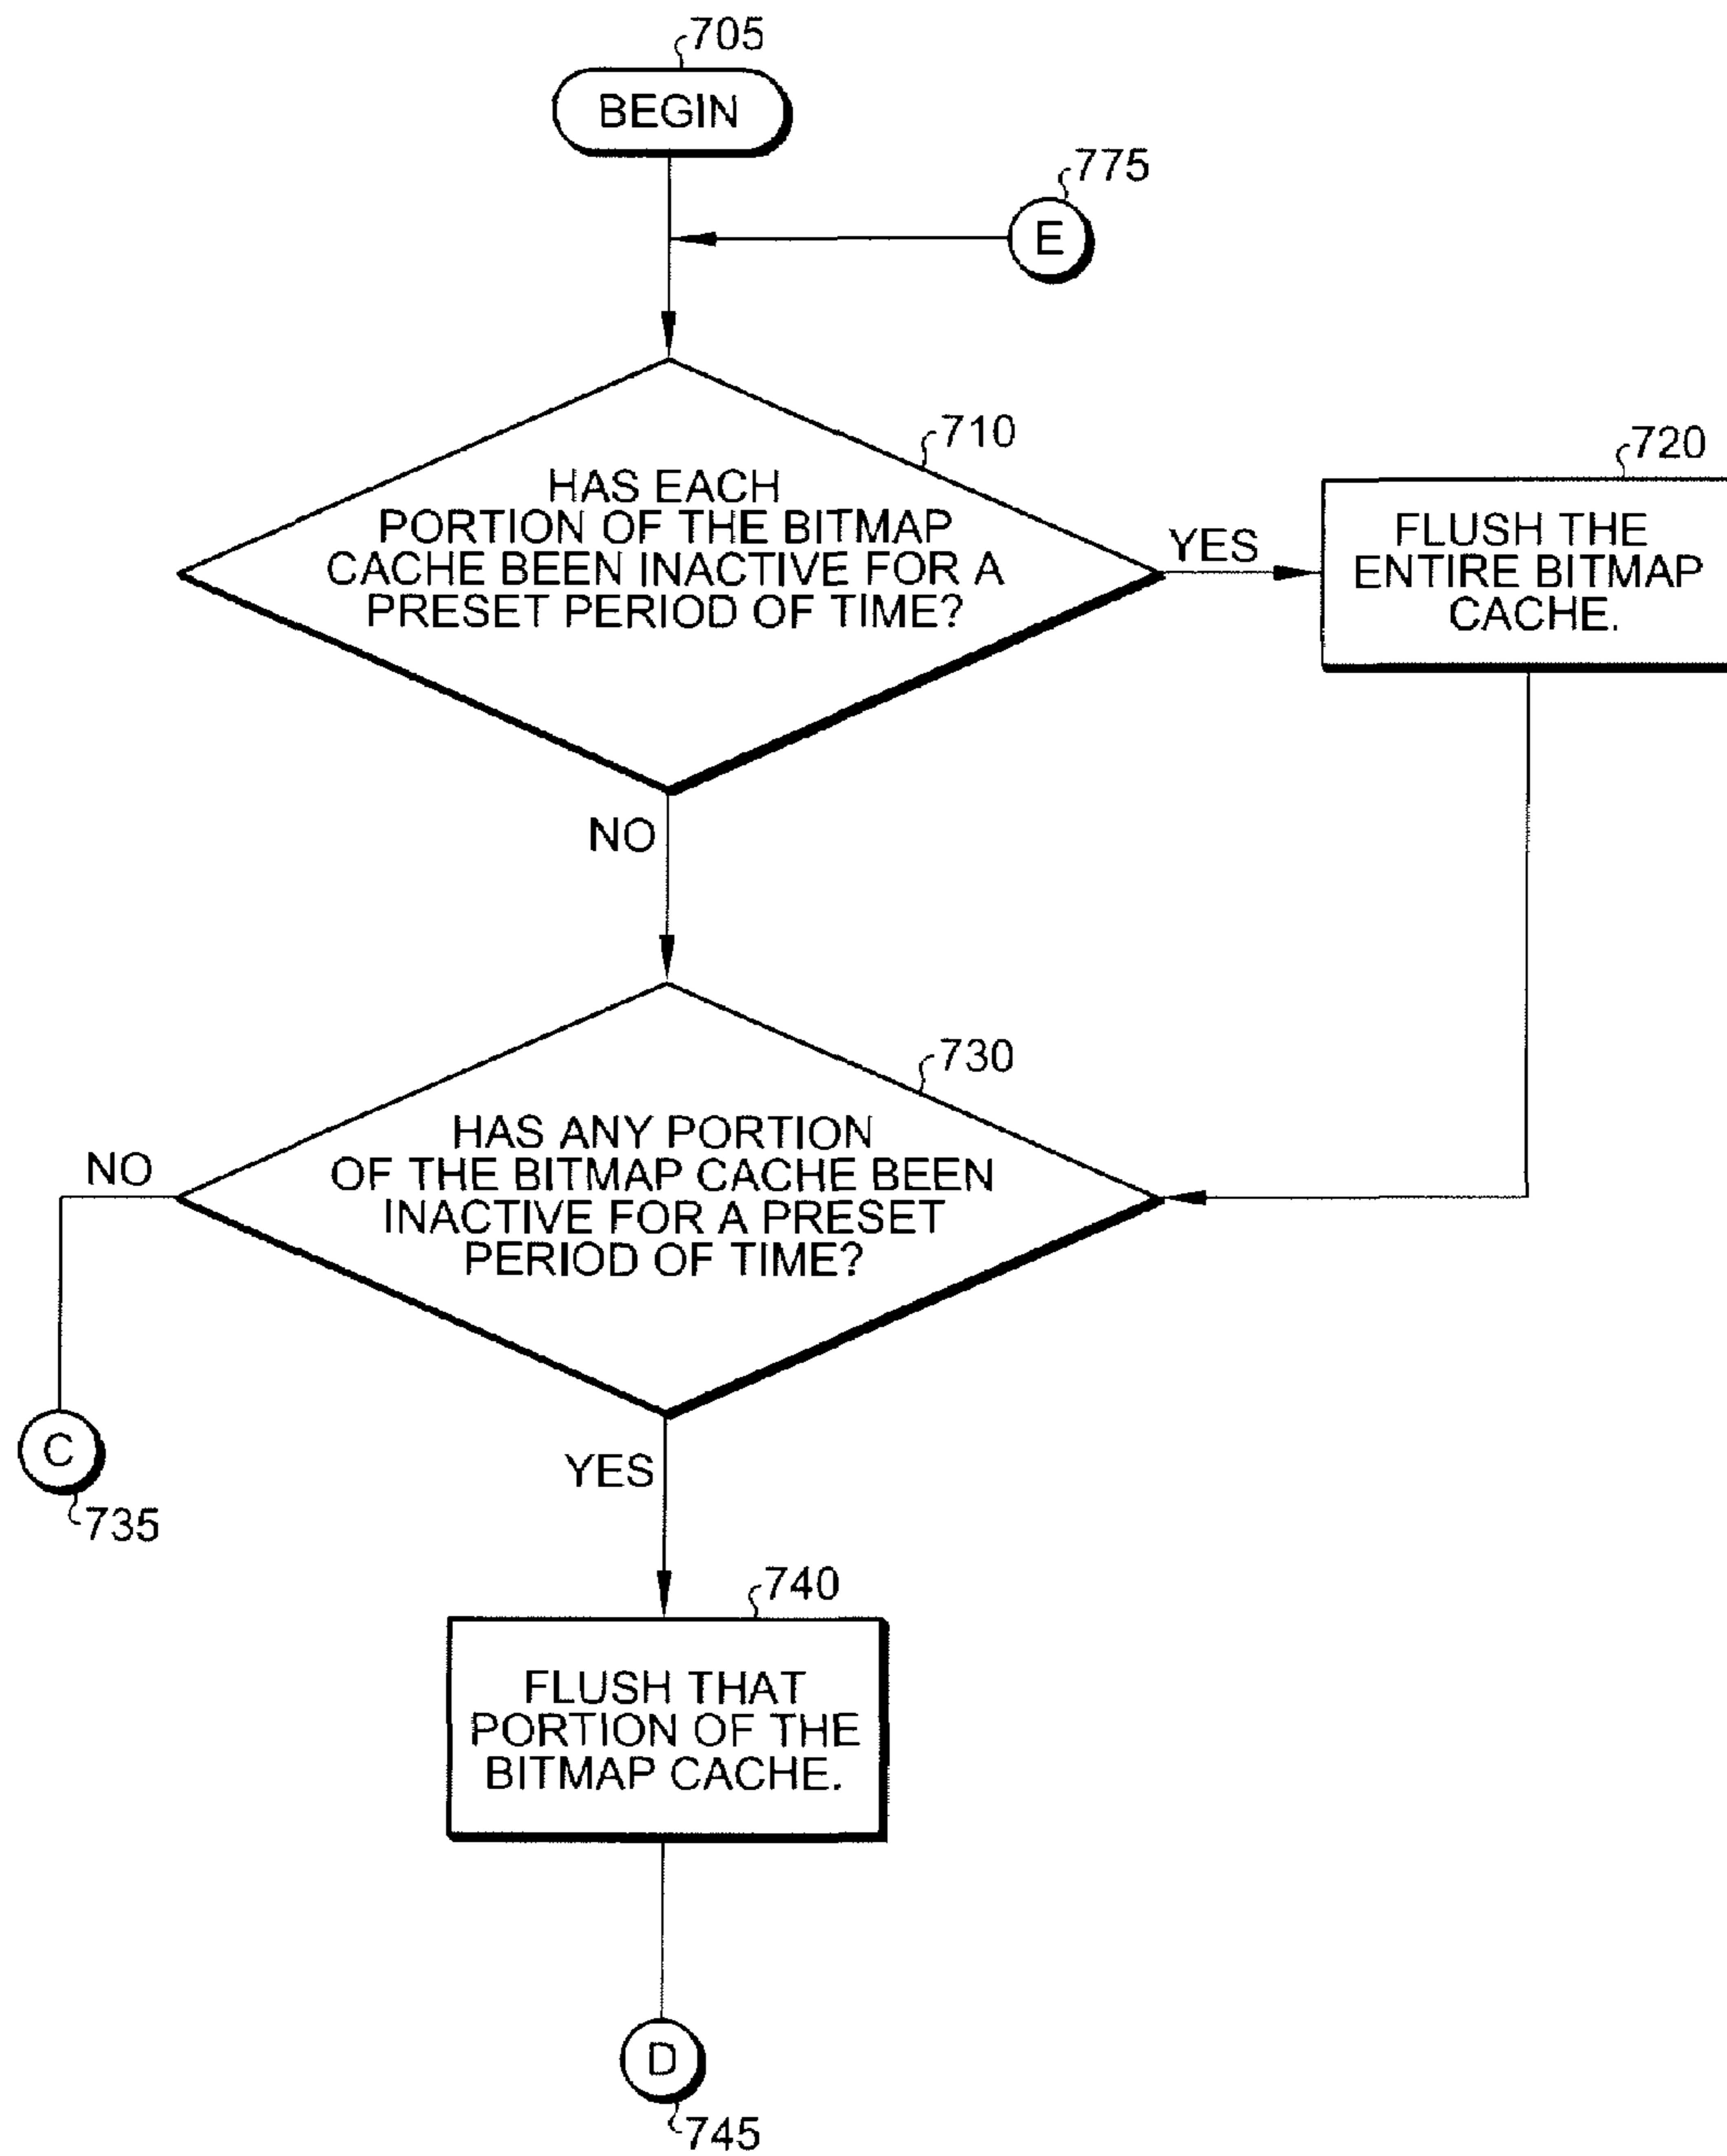 705
BEGIN
775
E
710
HAS EACH
PORTION OF THE BITMAP
CACHE BEEN INACTIVE FOR A
PRESET PERIOD OF TIME?
YES
720
FLUSH THE
ENTIRE BITMAP
CACHE.
NO
730
HAS ANY PORTION
OF THE BITMAP CACHE BEEN
INACTIVE FOR A PRESET
PERIOD OF TIME?
NO
C
735
YES
740
FLUSH THAT
PORTION OF THE
BITMAP CACHE.
D
745